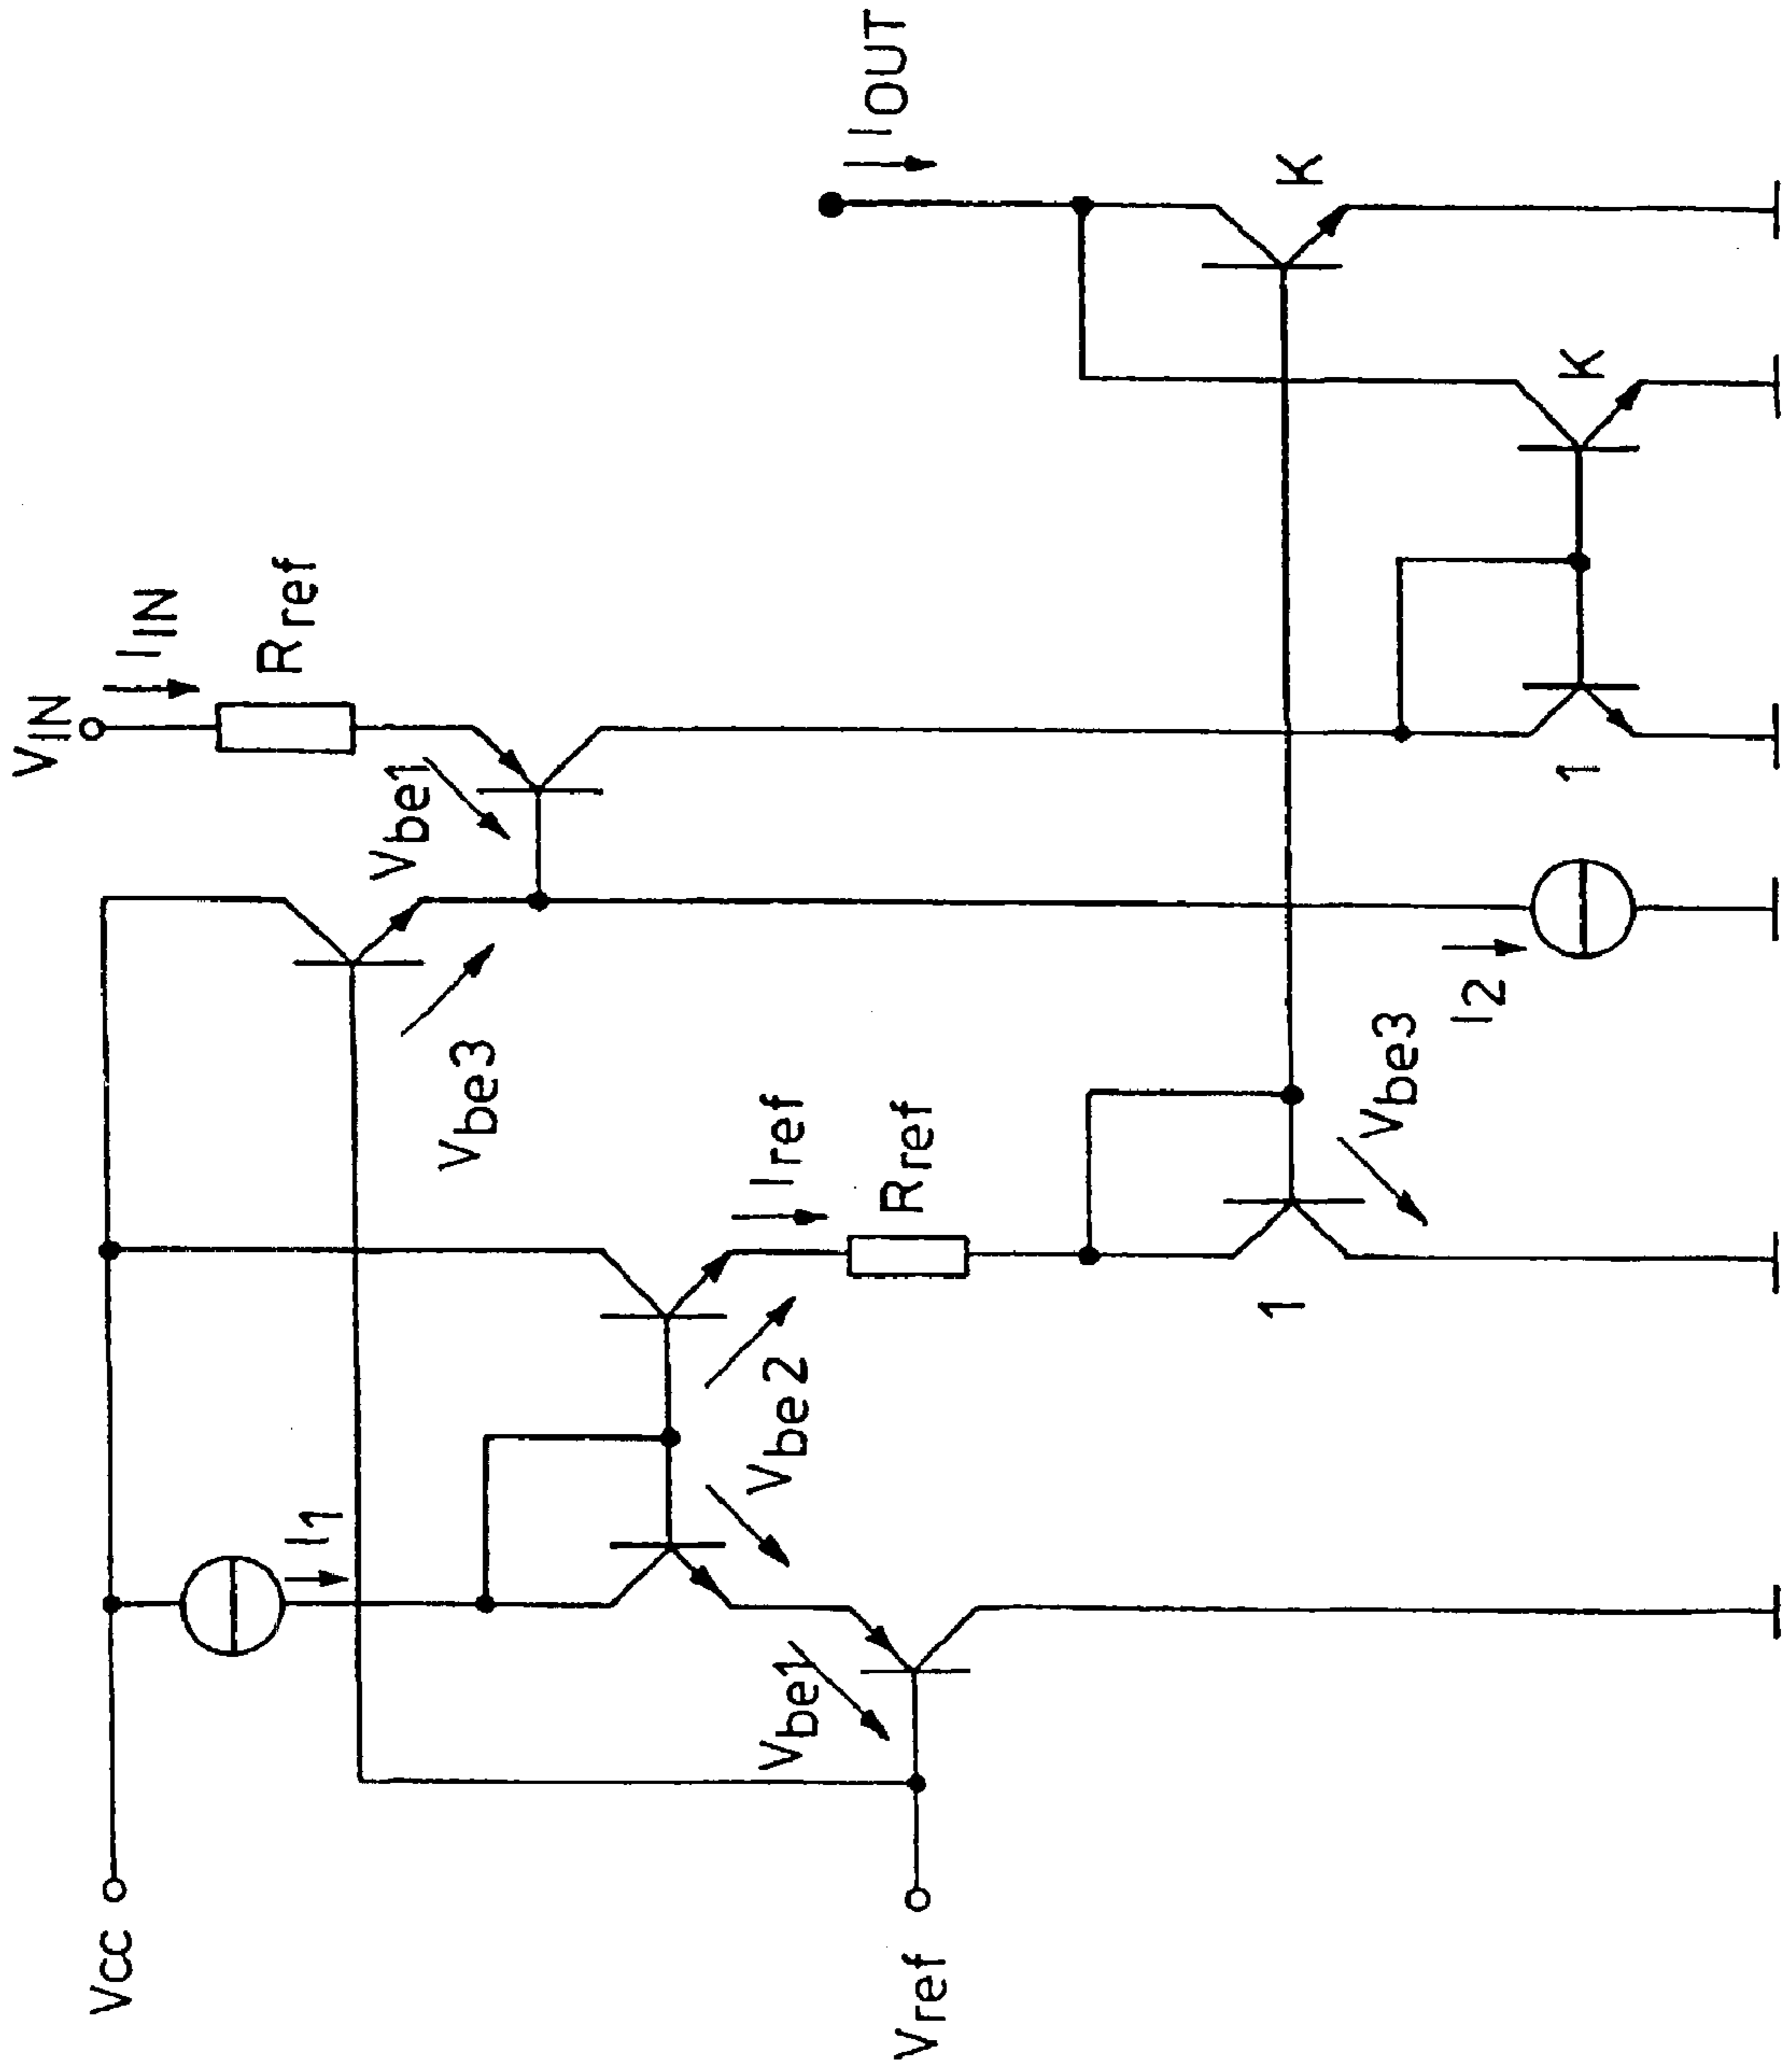 Vcc
Vref
I1
Vbe1
Vbe2
Iref
Rref
1
Vbe3
Vbe3
I2
Vbe1
VIN
IIN
Rref
1
K
K
IOUT